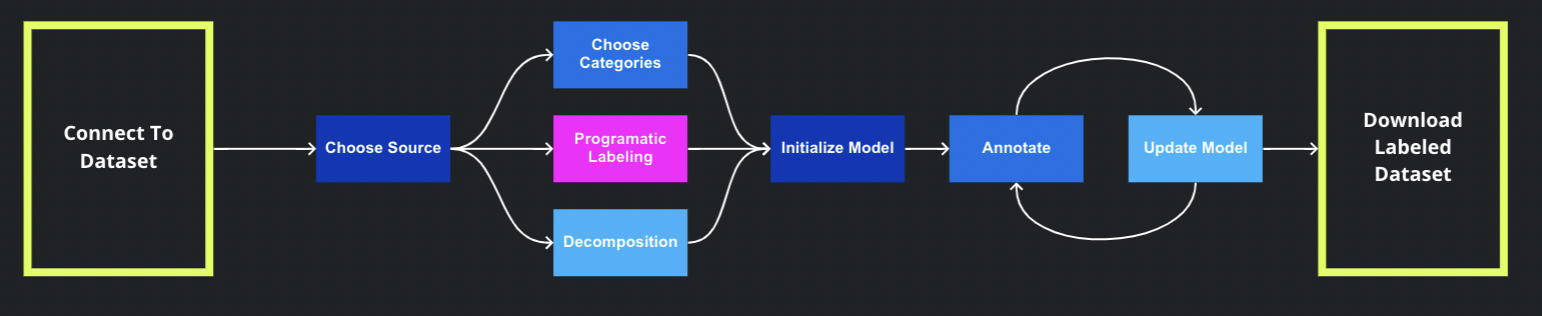 Connect To
Dataset
Choose Source
Choose
Categories
Programatic
Labeling
Decomposition
Initialize Model
Annotate
Update Model
Download
Labeled
Dataset